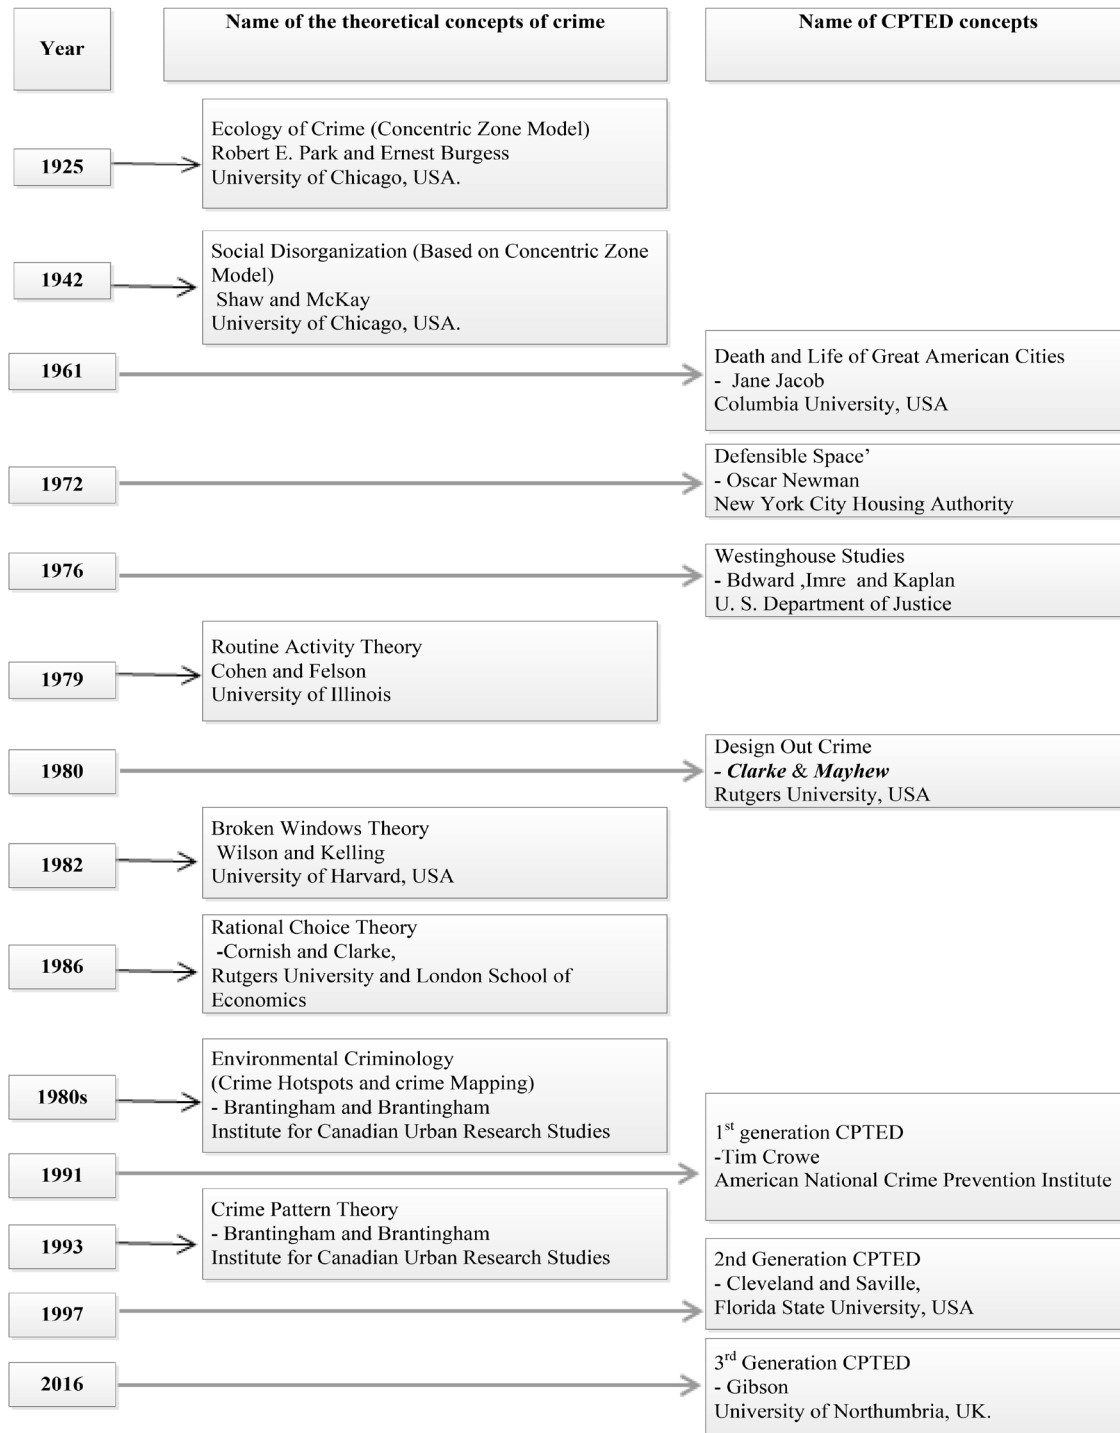 Year
Name of the theoretical concepts of crime
Name of CPTED concepts
1925
Ecology of Crime (Concentric Zone Model)
Robert E. Park and Ernest Burgess
University of Chicago, USA.
1942
Social Disorganization (Based on Concentric Zone
Model)
Shaw and McKay
University of Chicago, USA.
1961
Death and Life of Great American Cities
- Jane Jacob
Columbia University, USA
1972
Defensible Space’
- Oscar Newman
New York City Housing Authority
1976
Westinghouse Studies
- Bdward ,Imre and Kaplan
U. S. Department of Justice
1979
Routine Activity Theory
Cohen and Felson
University of Illinois
1980
Design Out Crime
- Clarke & Mayhew
Rutgers University, USA
1982
Broken Windows Theory
Wilson and Kelling
University of Harvard, USA
1986
Rational Choice Theory
-Cornish and Clarke,
Rutgers University and London School of
Economics
1980s
Environmental Criminology
(Crime Hotspots and crime Mapping)
- Brantingham and Brantingham
Institute for Canadian Urban Research Studies
1991
1st generation CPTED
-Tim Crowe
American National Crime Prevention Institute
1993
Crime Pattern Theory
- Brantingham and Brantingham
Institute for Canadian Urban Research Studies
1997
2nd Generation CPTED
- Cleveland and Saville,
Florida State University, USA
2016
3rd Generation CPTED
- Gibson
University of Northumbria, UK.